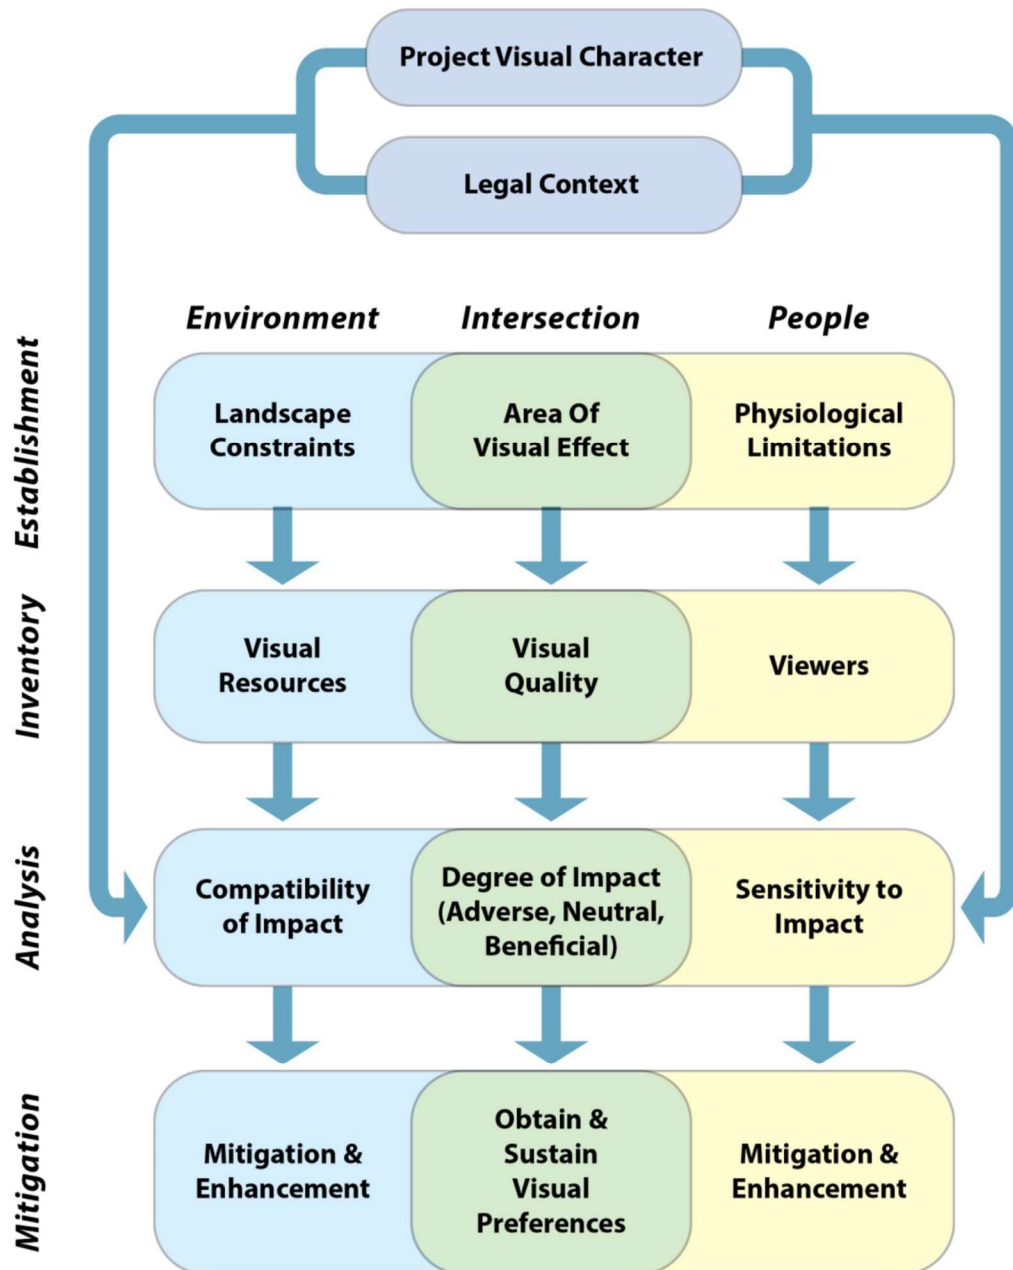 Project Visual Character
Legal Context
Environment
Intersection
People
Establishment
Landscape
Constraints
Area Of
Visual Effect
Physiological
Limitations
Inventory
Visual
Resources
Visual
Quality
Viewers
Analysis
Compatibility
of Impact
Degree of Impact
(Adverse, Neutral,
Beneficial)
Sensitivity to
Impact
Mitigation
Mitigation &
Enhancement
Obtain &
Sustain
Visual
Preferences
Mitigation &
Enhancement